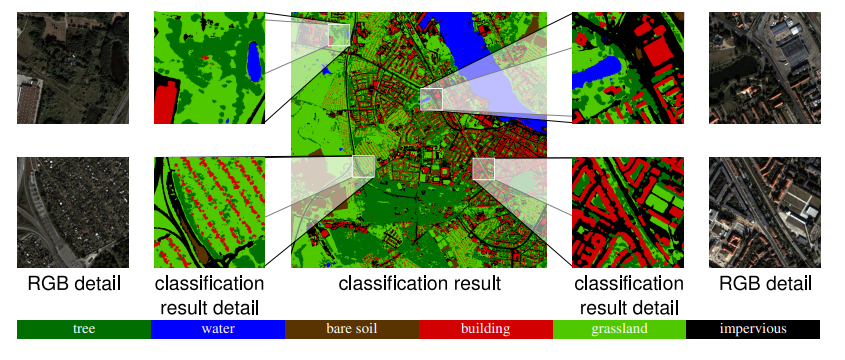 RGB detail
classification
result detail
classification result
classification
result detail
RGB detail
tree
water
bare soil
building
grassland
impervious